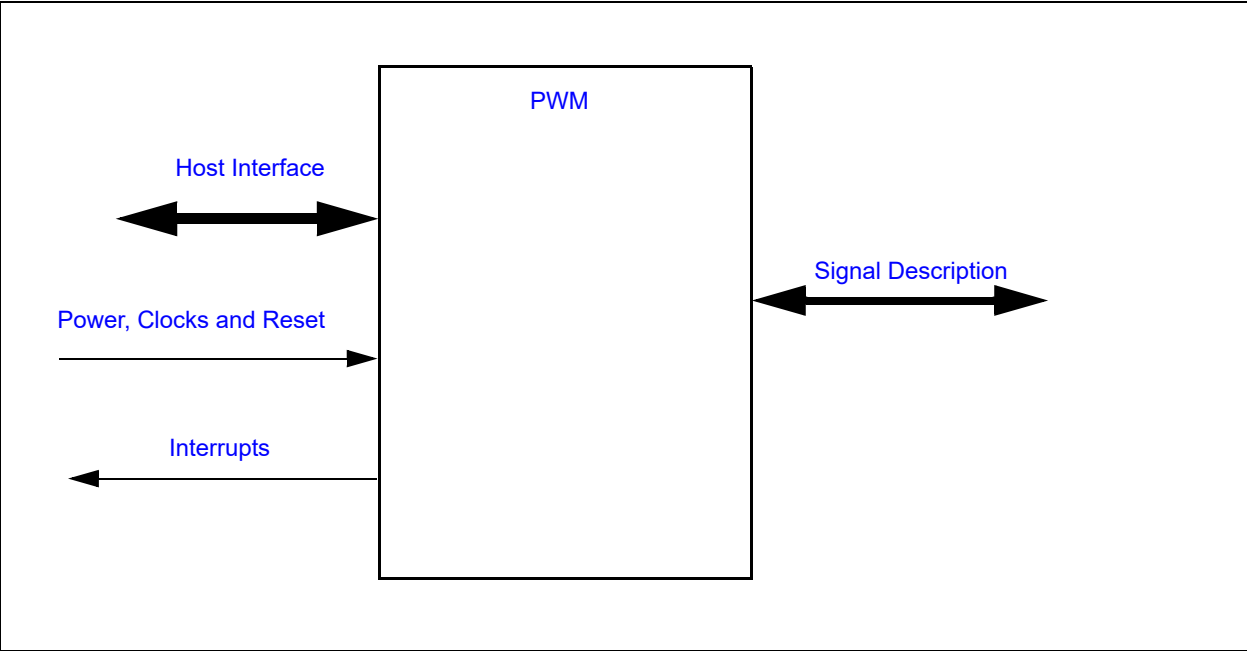 PWM
Host Interface
Signal Description
Power, Clocks and Reset
Interrupts